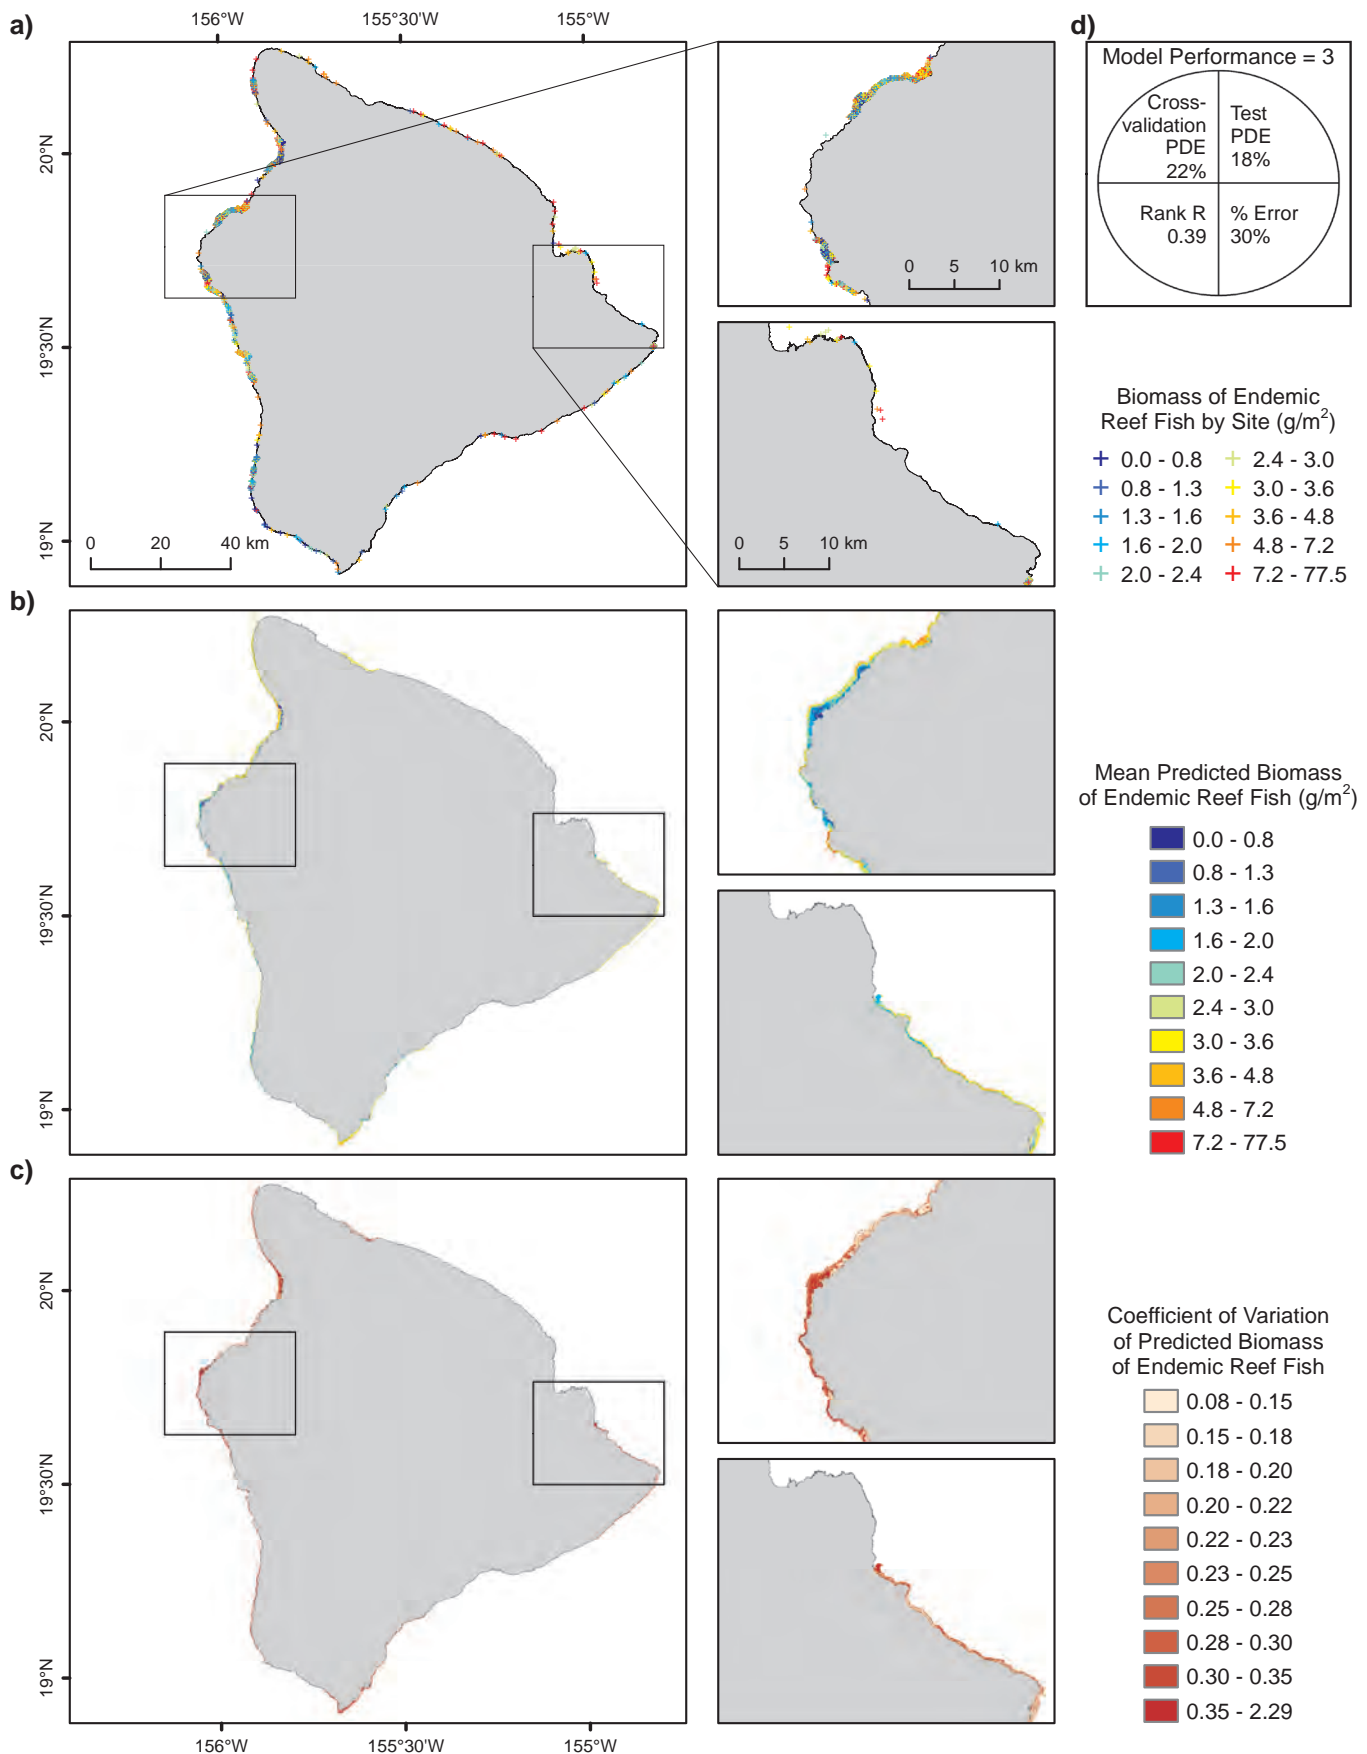 a)
156°W
155°30'W
155°W
20°N
19°30'N
19°N
0 20 40 km
0 5 10 km
0 5 10 km
d)
Model Performance = 3
Cross-
validation
PDE
22%
Test
PDE
18%
Rank R
0.39
% Error
30%
Biomass of Endemic
Reef Fish by Site (g/m²)
0.0 - 0.8
0.8 - 1.3
1.3 - 1.6
1.6 - 2.0
2.0 - 2.4
2.4 - 3.0
3.0 - 3.6
3.6 - 4.8
4.8 - 7.2
7.2 - 77.5
b)
20°N
19°30'N
19°N
Mean Predicted Biomass
of Endemic Reef Fish (g/m²)
0.0 - 0.8
0.8 - 1.3
1.3 - 1.6
1.6 - 2.0
2.0 - 2.4
2.4 - 3.0
3.0 - 3.6
3.6 - 4.8
4.8 - 7.2
7.2 - 77.5
c)
20°N
19°30'N
19°N
156°W
155°30'W
155°W
Coefficient of Variation
of Predicted Biomass
of Endemic Reef Fish
0.08 - 0.15
0.15 - 0.18
0.18 - 0.20
0.20 - 0.22
0.22 - 0.23
0.23 - 0.25
0.25 - 0.28
0.28 - 0.30
0.30 - 0.35
0.35 - 2.29